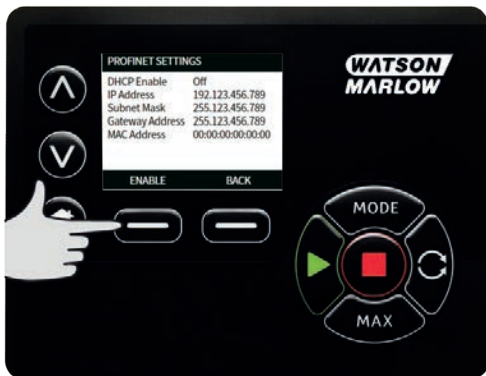 PROFINET SETTINGS
DHCP Enable Off
IP Address 192.123.456.789
Subnet Mask 255.123.456.789
Gateway Address 255.123.456.789
MAC Address 00:00:00:00:00:00
ENABLE BACK
WATSON
MARLOW
MODE
MAX